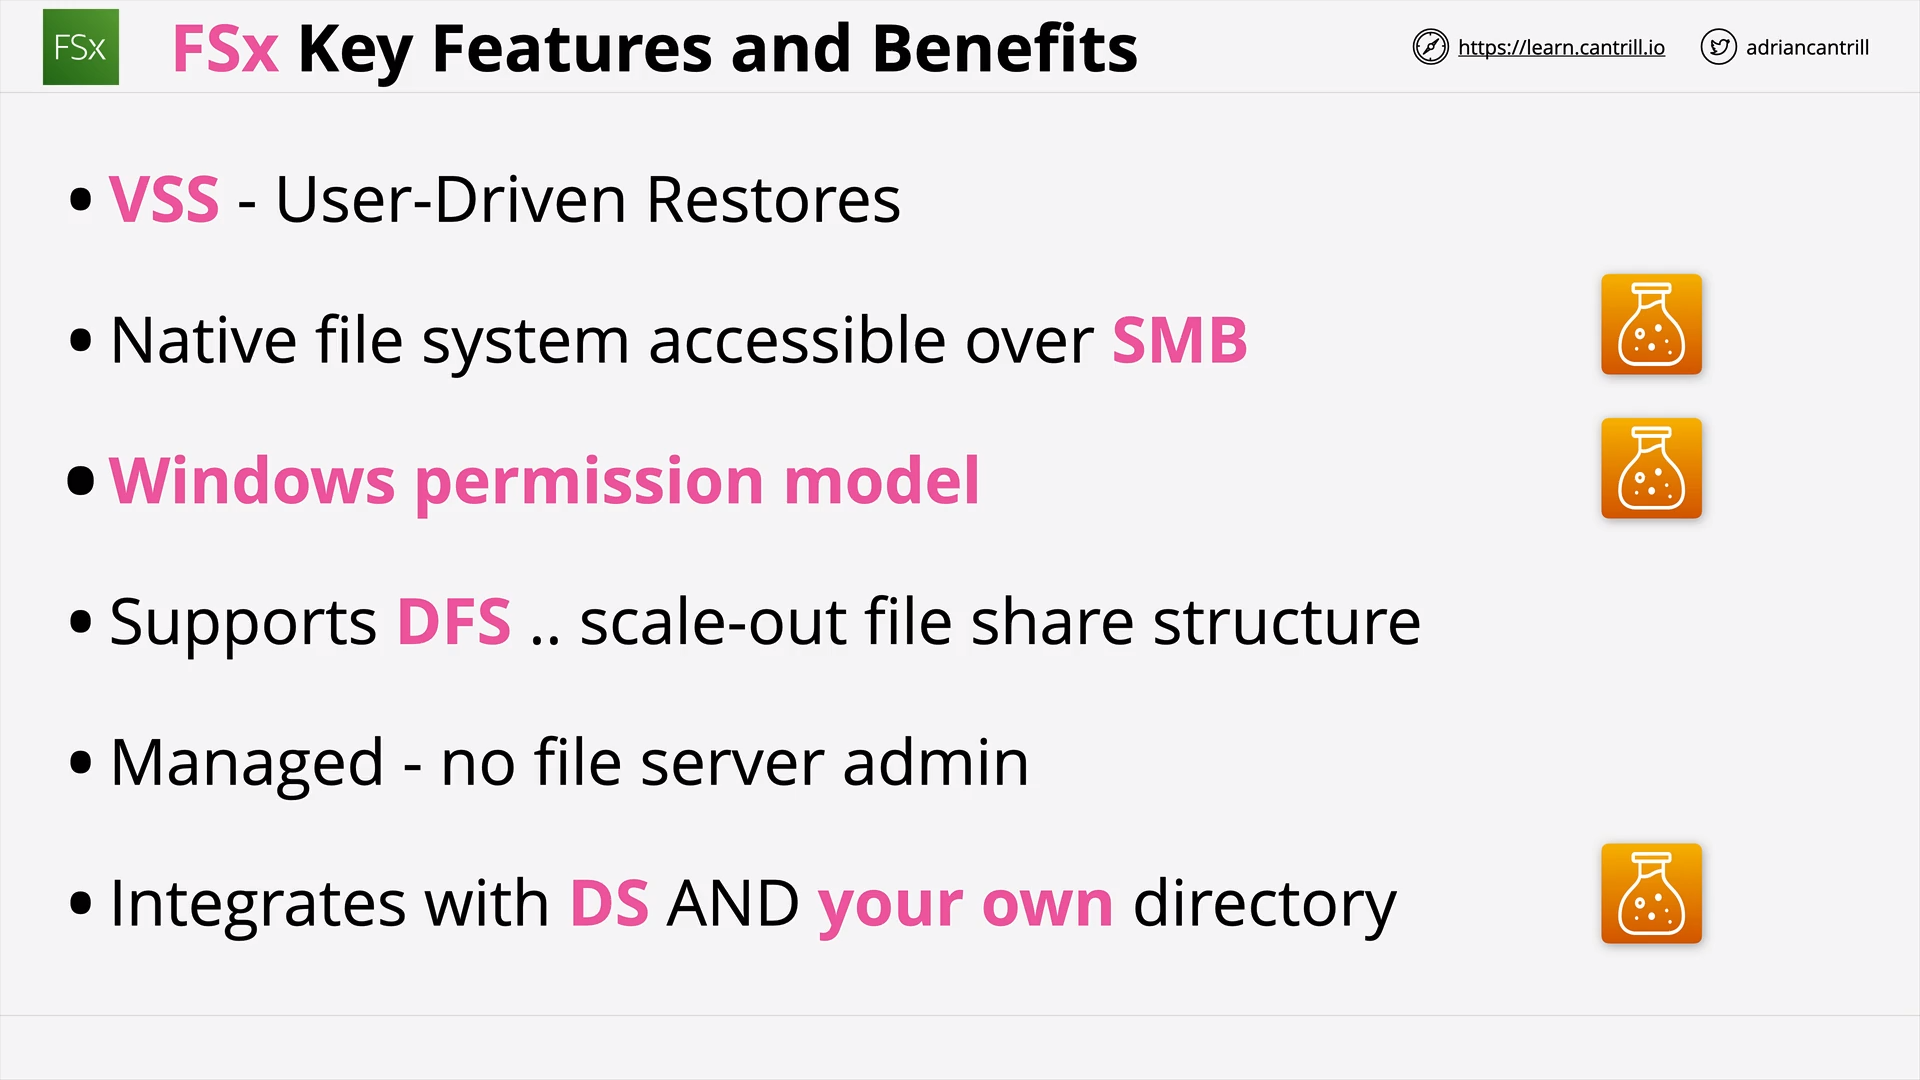 FSx
FSx Key Features and Benefits
https://learn.cantrill.io
adriancantrill
• VSS - User-Driven Restores
• Native file system accessible over SMB
• Windows permission model
• Supports DFS .. scale-out file share structure
• Managed - no file server admin
• Integrates with DS AND your own directory